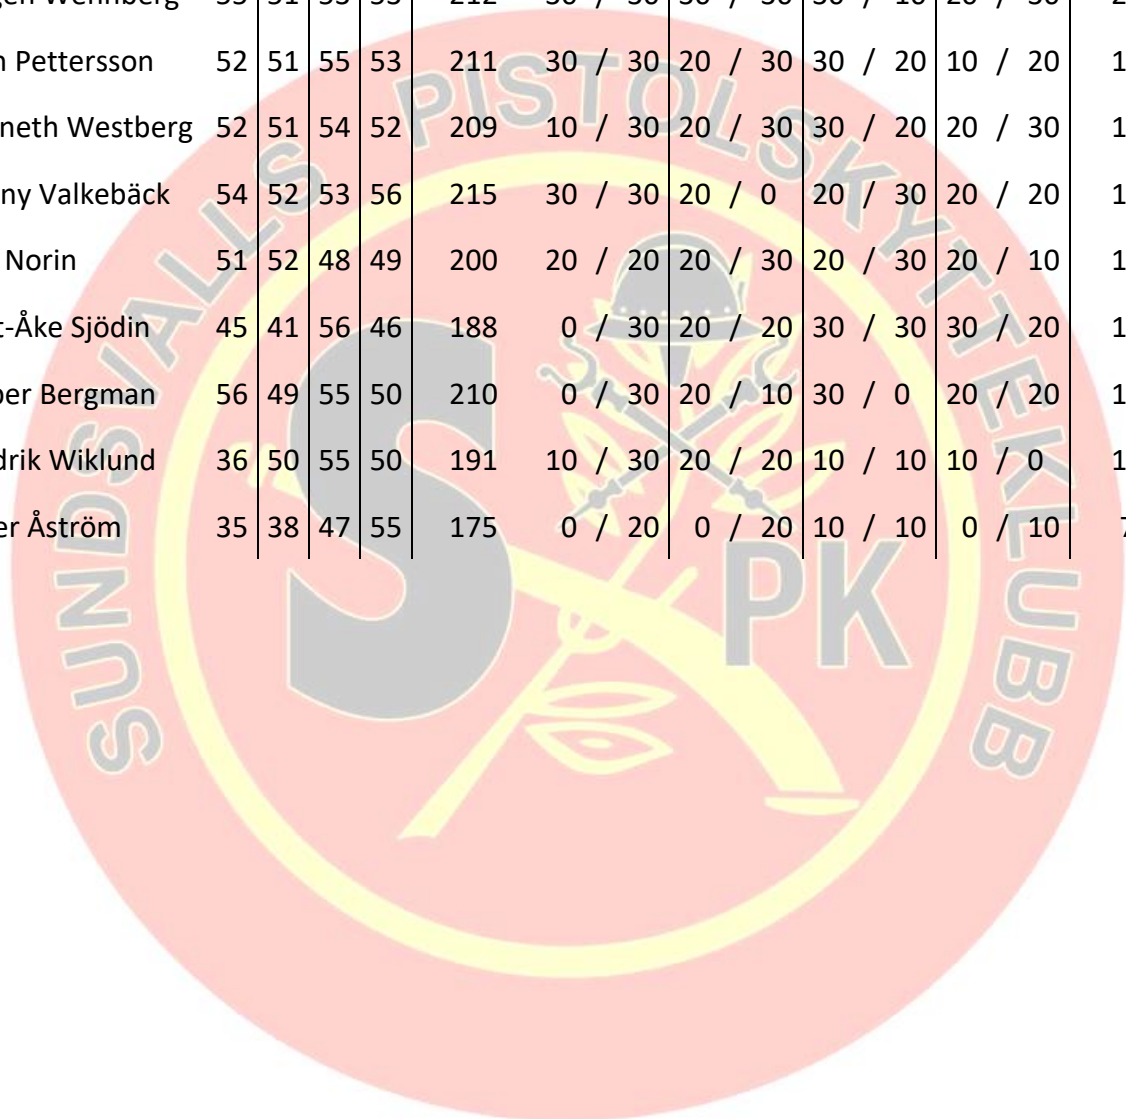 Wennberg
Pettersson 52 51 55 53 211 30 / 30 20 / 30 30 / 20 10 / 20
Westberg 52 51 54 52 209 10 / 30 20 / 30 30 / 20 20 / 30
Valkebäck 54 52 53 56 215 30 / 30 20 / 0 20 / 30 20 / 20
Norin 51 52 48 49 200 20 / 20 20 / 30 20 / 30 20 / 10
t-Åke Sjödin 45 41 56 46 188 0 / 30 20 / 20 30 / 30 30 / 20
Bergman 56 49 55 50 210 0 / 30 20 / 10 30 / 0 20 / 20
drik Wiklund 36 50 55 50 191 10 / 30 20 / 20 10 / 10 10 / 0
er Åström 35 38 47 55 175 0 / 20 0 / 20 10 / 10 0 / 10
SUNDSVALLS PISTOLSKYTTEKLUBB
S PK